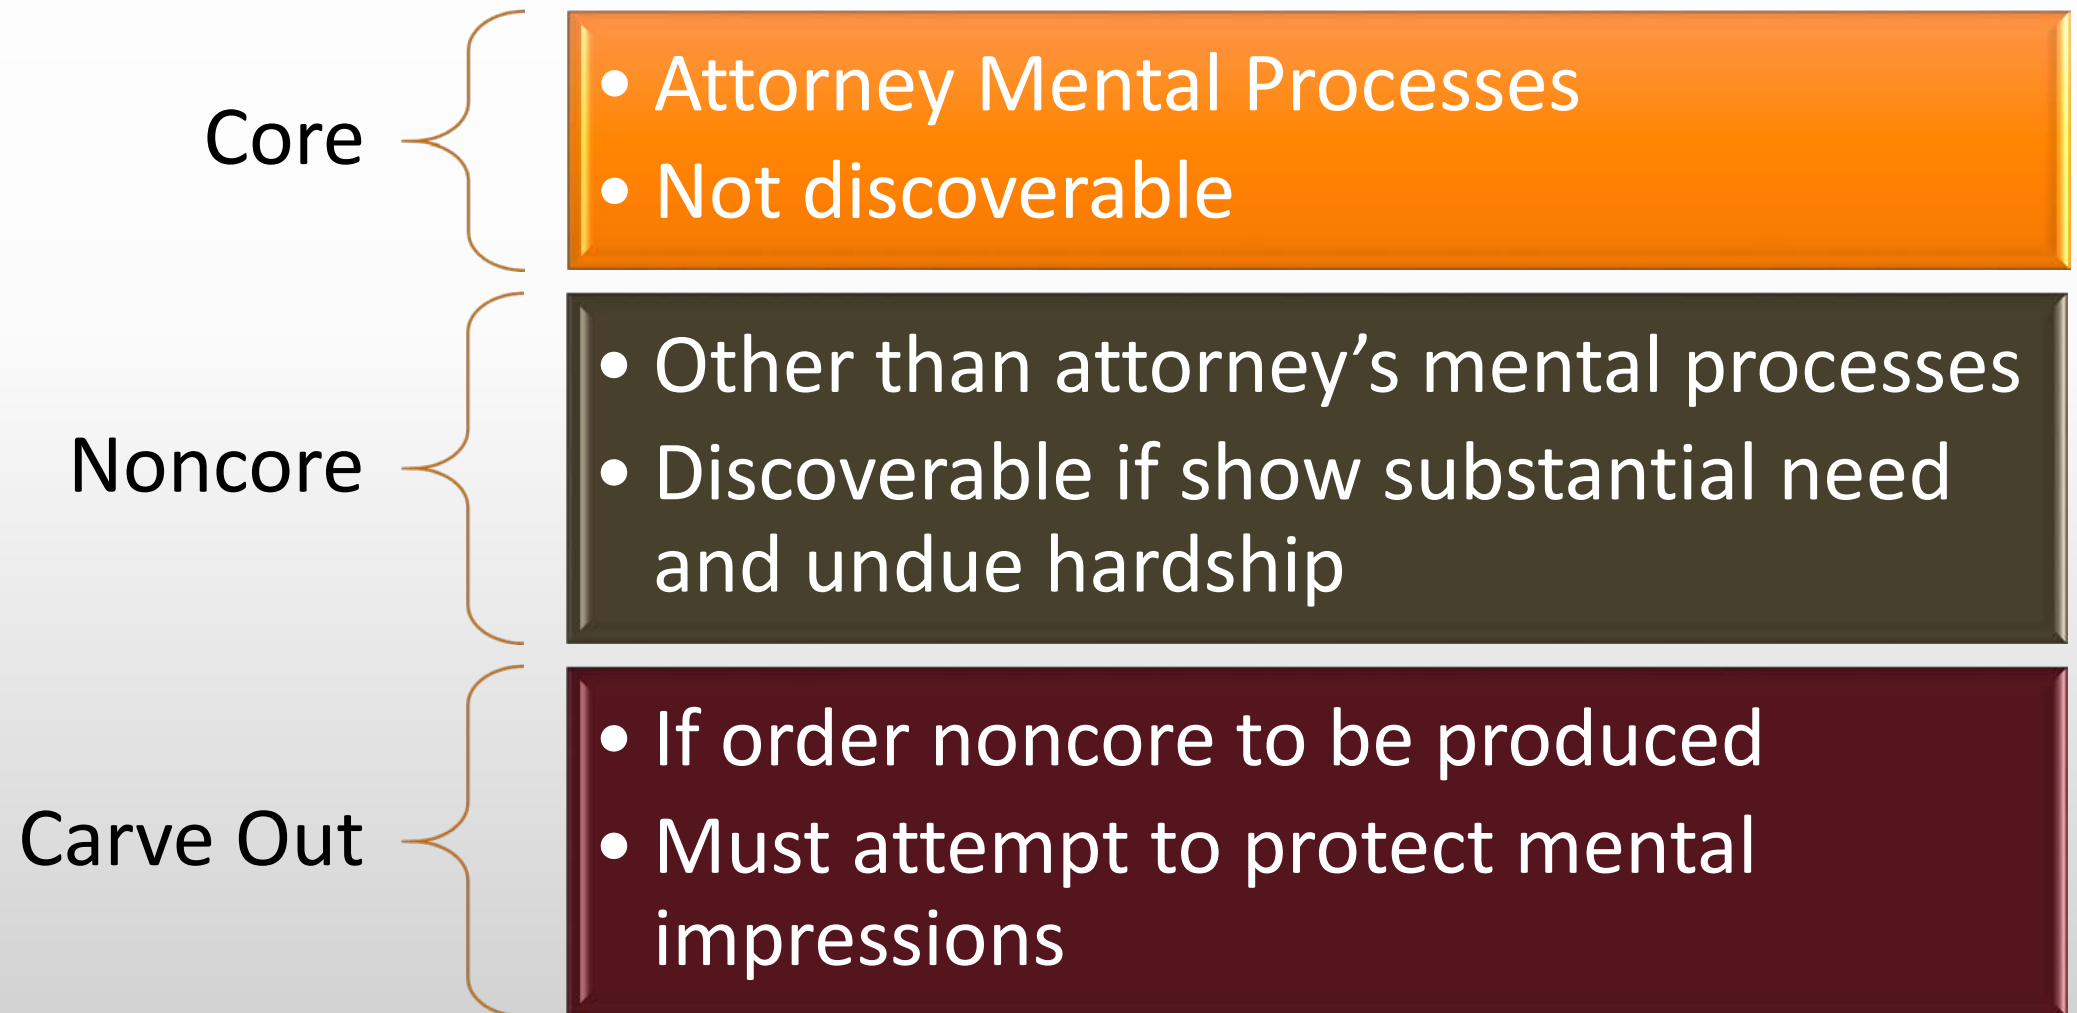 Core
• Attorney Mental Processes
• Not discoverable
Noncore
• Other than attorney’s mental processes
• Discoverable if show substantial need
and undue hardship
Carve Out
• If order noncore to be produced
• Must attempt to protect mental
impressions